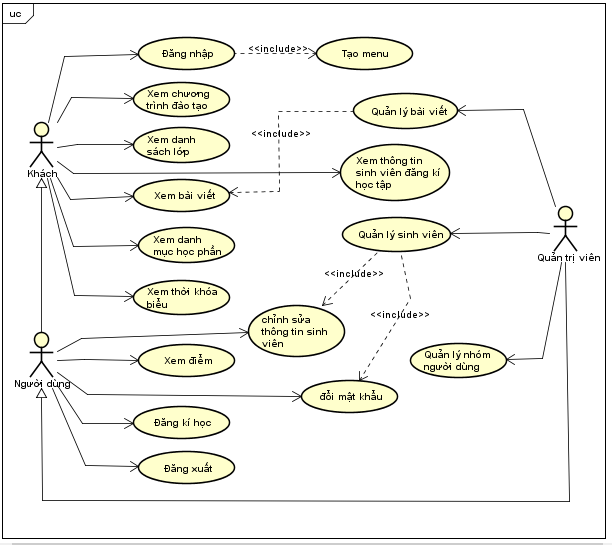 uc
Đăng nhập
<<include>>
Tạo menu
Xem chương
trình đảo tạo
Quản lý bài viết
<<include>>
Khách
Xem danh
sách lớp
Xem thông tin
sinh viên đăng kí
học tập
Xem bài viết
Xem danh
mục học phần
Quản lý sinh viên
Quản trị viên
<<include>>
Xem thời khóa
biểu
chỉnh sửa
thông tin sinh
viên
<<include>>
Người dùng
Xem điểm
Quản lý nhóm
người dùng
đổi mật khẩu
Đăng kí học
Đăng xuất